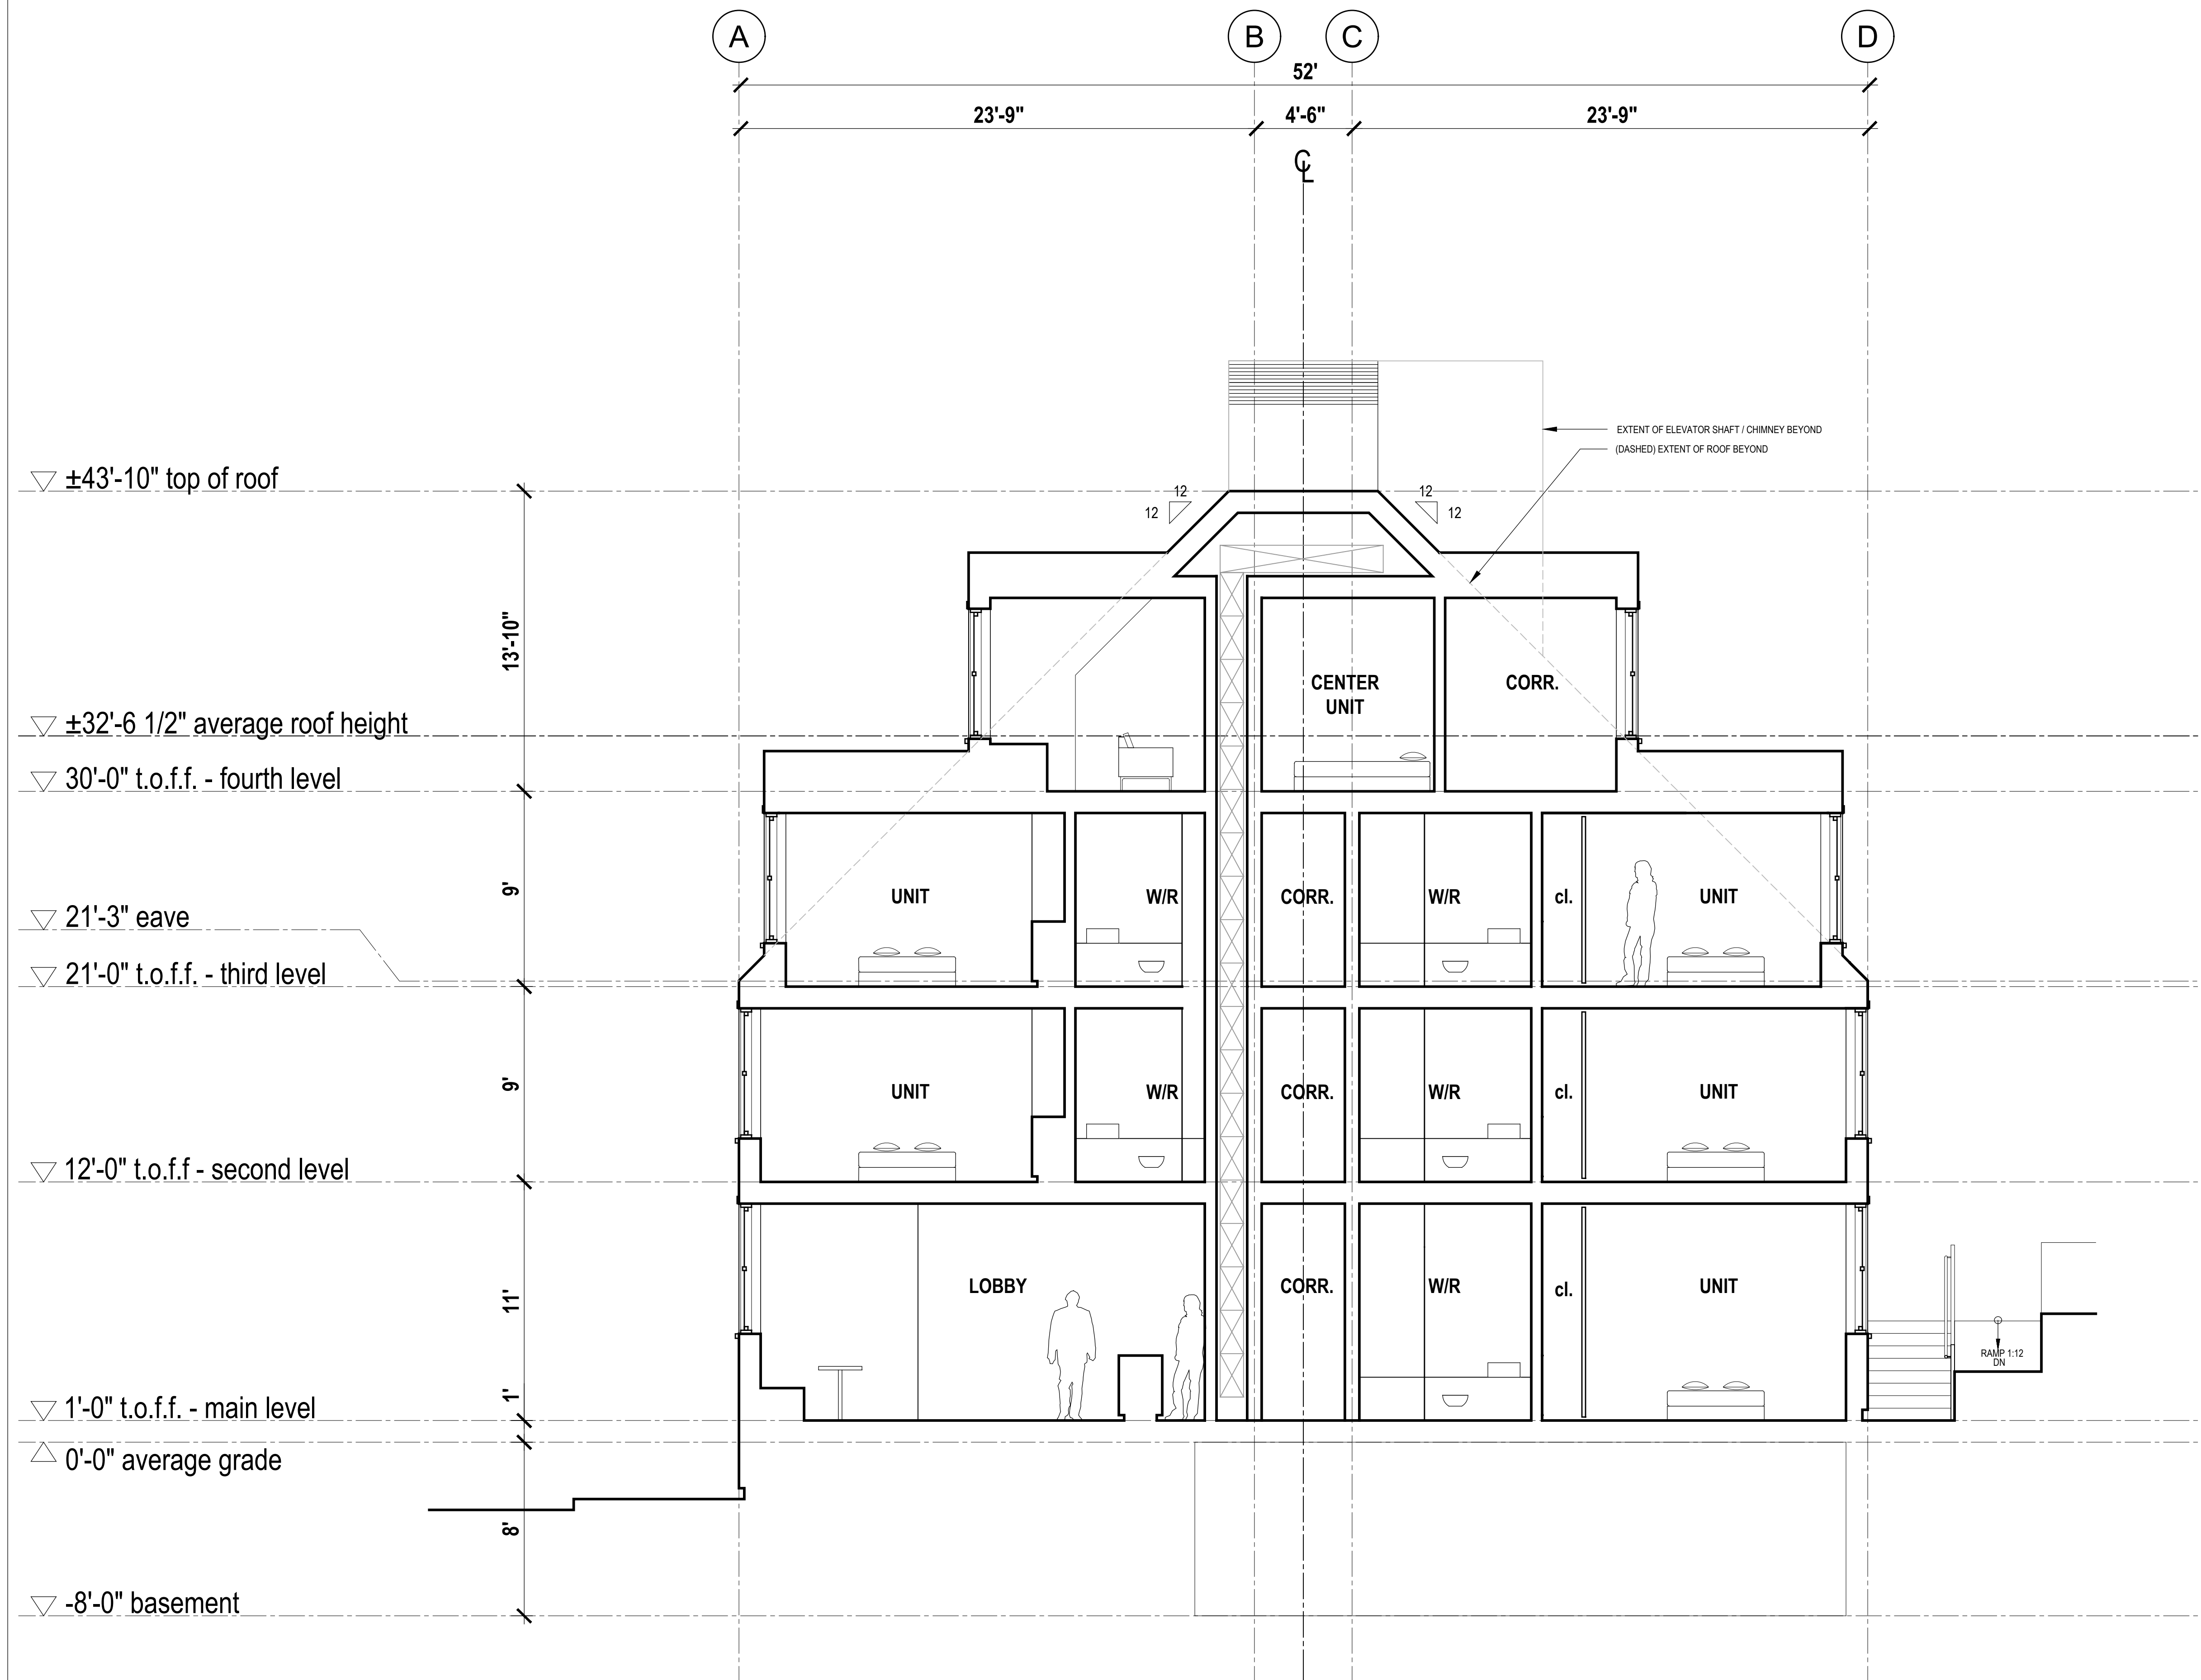 A
B
C
D
52'
23'-9"
4'-6"
23'-9"
℄
EXTENT OF ELEVATOR SHAFT / CHIMNEY BEYOND
(DASHED) EXTENT OF ROOF BEYOND
±43'-10" top of roof
12
12
12
12
13'-10"
CENTER
UNIT
CORR.
±32'-6 1/2" average roof height
30'-0" t.o.f.f. - fourth level
9'
UNIT
W/R
CORR.
W/R
cl.
UNIT
21'-3" eave
21'-0" t.o.f.f. - third level
9'
UNIT
W/R
CORR.
W/R
cl.
UNIT
12'-0" t.o.f.f - second level
11'
LOBBY
CORR.
W/R
cl.
UNIT
RAMP 1:12
DN
1'
1'-0" t.o.f.f. - main level
0'-0" average grade
8'
-8'-0" basement